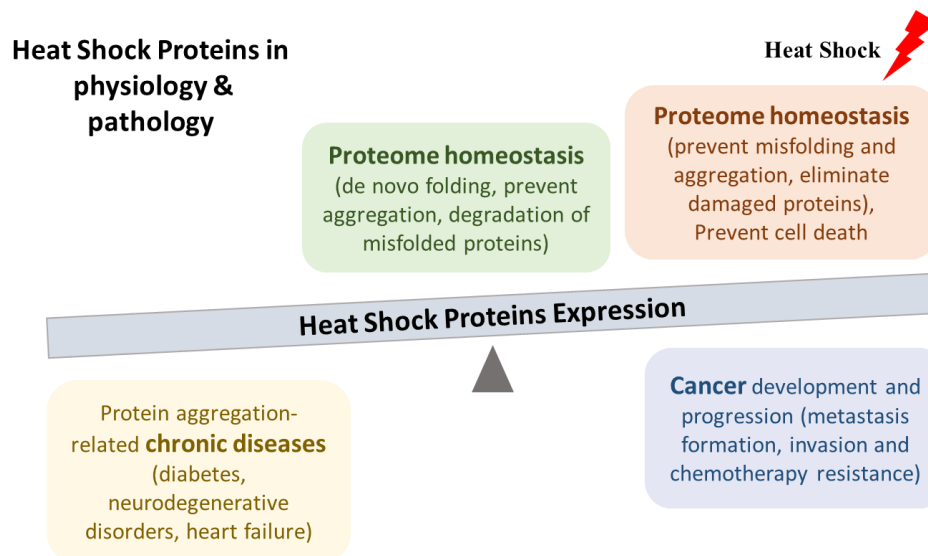 Heat Shock Proteins in
physiology &
pathology
Heat Shock
Proteome homeostasis
(de novo folding, prevent
aggregation, degradation of
misfolded proteins)
Proteome homeostasis
(prevent misfolding and
aggregation, eliminate
damaged proteins),
Prevent cell death
Heat Shock Proteins Expression
Protein aggregation-
related chronic diseases
(diabetes,
neurodegenerative
disorders, heart failure)
Cancer development and
progression (metastasis
formation, invasion and
chemotherapy resistance)